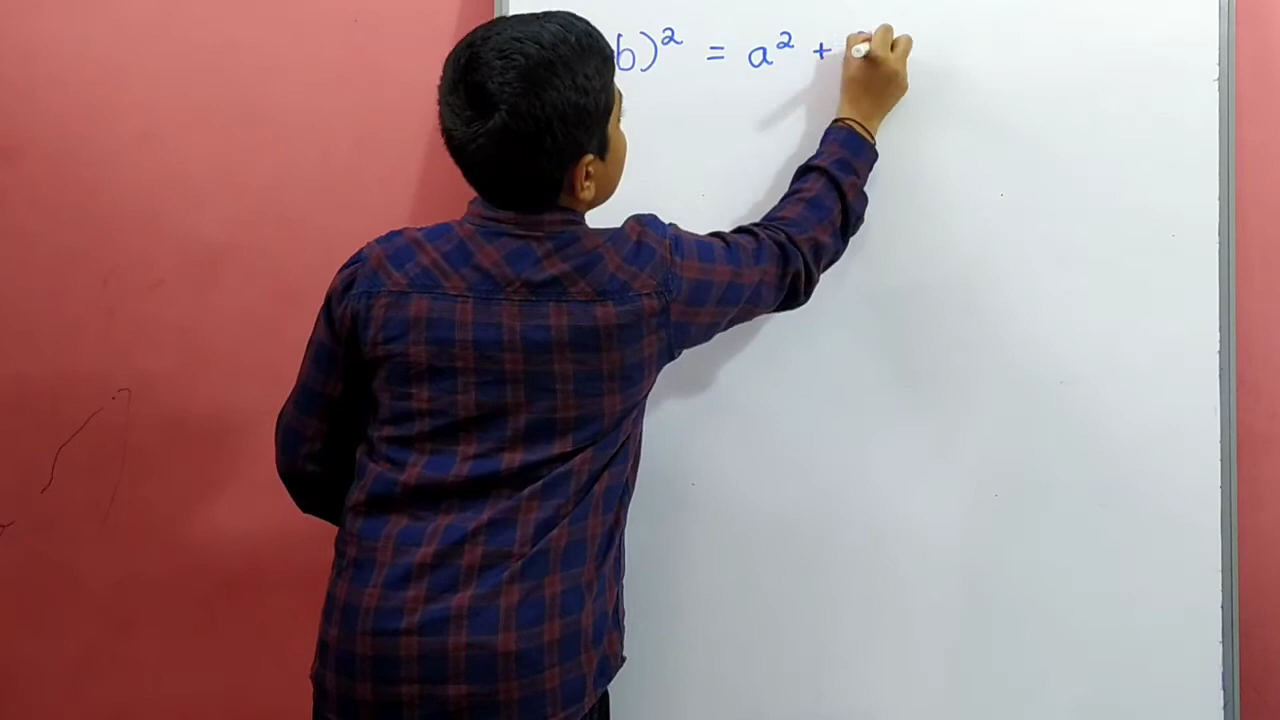 b)² = a² +